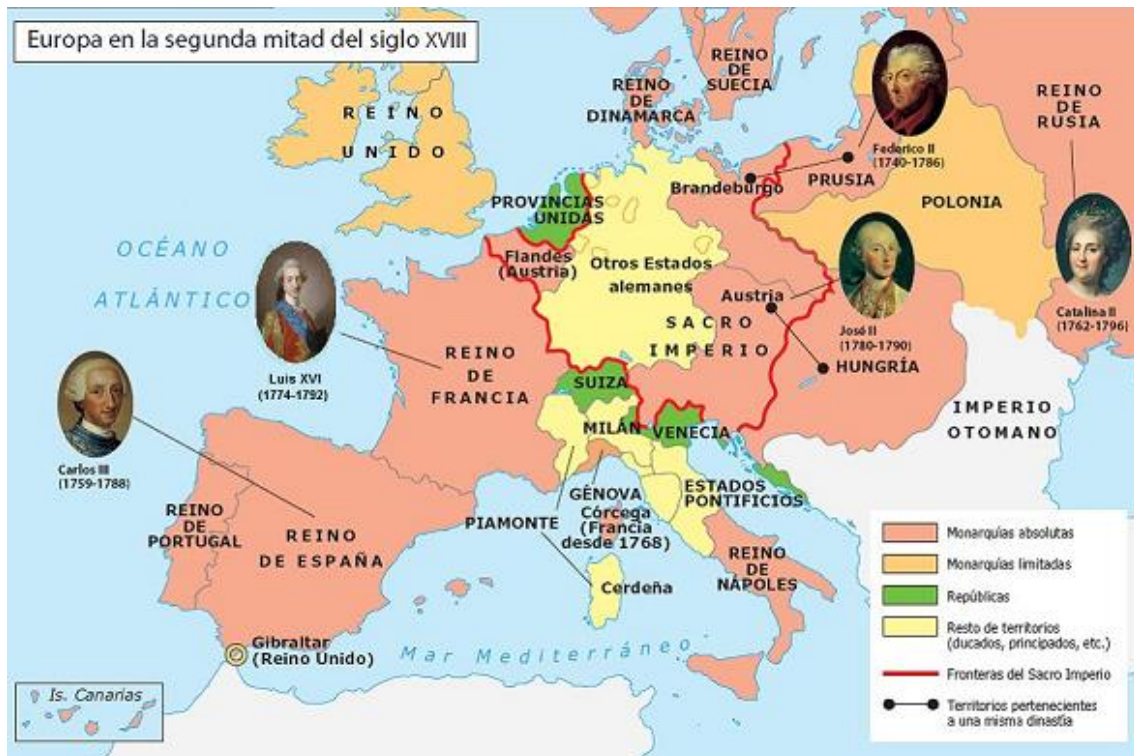 Europa en la segunda mitad del siglo XVIII
REINO
UNIDO
REINO
DE
DINAMARCA
REINO
DE
SUECIA
REINO
DE
RUSIA
Federico II
(1740-1786)
PRUSIA
Brandeburgo
POLONIA
PROVINCIAS
UNIDAS
OCÉANO
ATLÁNTICO
Flandes
(Austria)
Otros Estados
alemanes
Austria
SACRO
IMPERIO
José II
(1780-1790)
Catalina II
(1762-1796)
HUNGRÍA
Luis XVI
(1774-1792)
REINO
DE
FRANCIA
SUIZA
MILÁN
VENECIA
IMPERIO
OTOMANO
Carlos III
(1759-1788)
GÉNOVA
Córcega
(Francia
desde 1768)
ESTADOS
PONTIFICIOS
PIAMONTE
REINO
DE
PORTUGAL
REINO
DE ESPAÑA
REINO
DE
NÁPOLES
Cerdeña
Gibraltar
(Reino Unido)
Mar Mediterráneo
Is. Canarias
Monarquías absolutas
Monarquías limitadas
Repúblicas
Resto de territorios
(ducados, principados, etc.)
Fronteras del Sacro Imperio
Territorios pertenecientes
a una misma dinastía